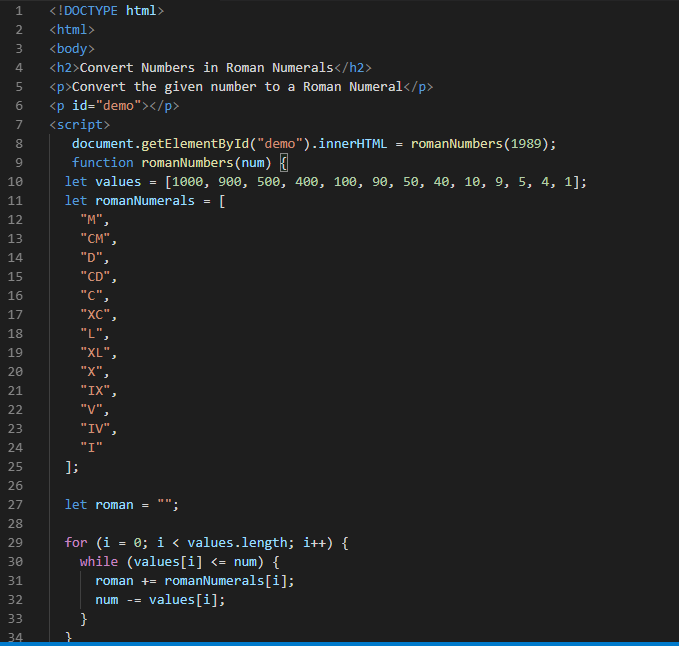 1 <!DOCTYPE html>
2 <html>
3 <body>
4 <h2>Convert Numbers in Roman Numerals</h2>
5 <p>Convert the given number to a Roman Numeral</p>
6 <p id="demo"></p>
7 <script>
8 document.getElementById("demo").innerHTML = romanNumbers(1989);
9 function romanNumbers(num) {
10 let values = [1000, 900, 500, 400, 100, 90, 50, 40, 10, 9, 5, 4, 1];
11 let romanNumerals = [
12 "M",
13 "CM",
14 "D",
15 "CD",
16 "C",
17 "XC",
18 "L",
19 "XL",
20 "X",
21 "IX",
22 "V",
23 "IV",
24 "I"
25 ];
26
27 let roman = "";
28
29 for (i = 0; i < values.length; i++) {
30 while (values[i] <= num) {
31 roman += romanNumerals[i];
32 num -= values[i];
33 }
34 }